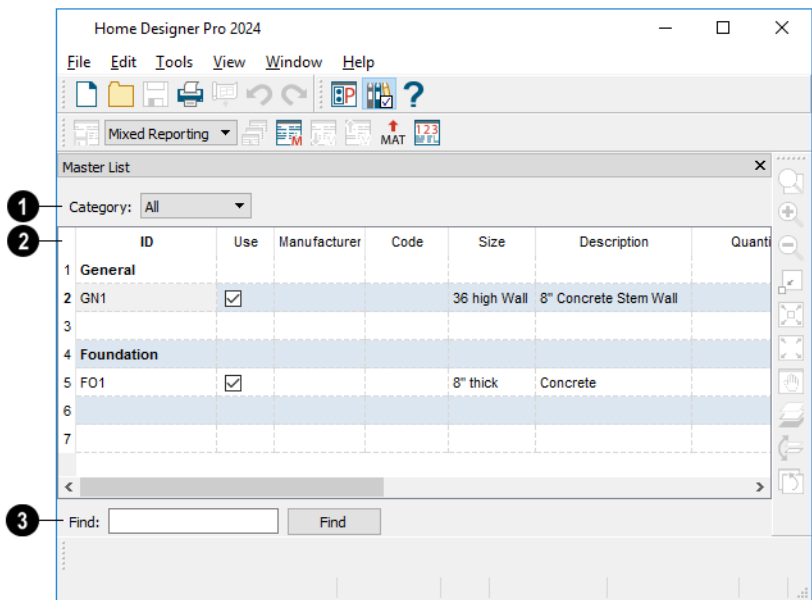 Home Designer Pro 2024
File Edit Tools View Window Help
Mixed Reporting M MAT 123
Master List
1 Category: All
2 ID Use Manufacturer Code Size Description Quanti
1 General
2 GN1 36 high Wall 8" Concrete Stem Wall
3
4 Foundation
5 FO1 8" thick Concrete
6
7
3 Find: Find